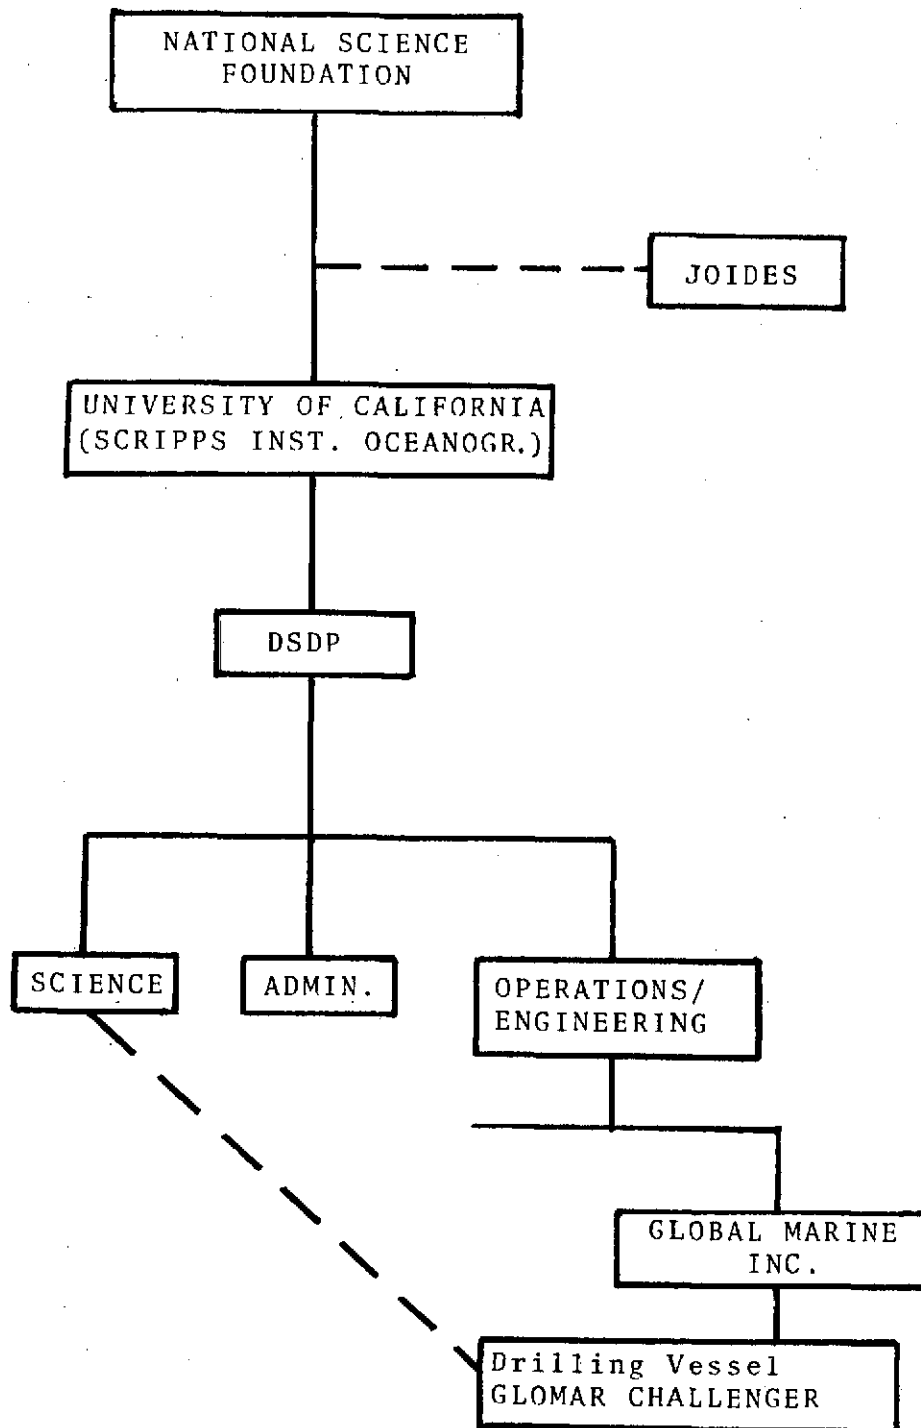 NATIONAL SCIENCE
FOUNDATION
JOIDES
UNIVERSITY OF CALIFORNIA
(SCRIPPS INST. OCEANOGR.)
DSDP
SCIENCE
ADMIN.
OPERATIONS/
ENGINEERING
GLOBAL MARINE
INC.
Drilling Vessel
GLOMAR CHALLENGER